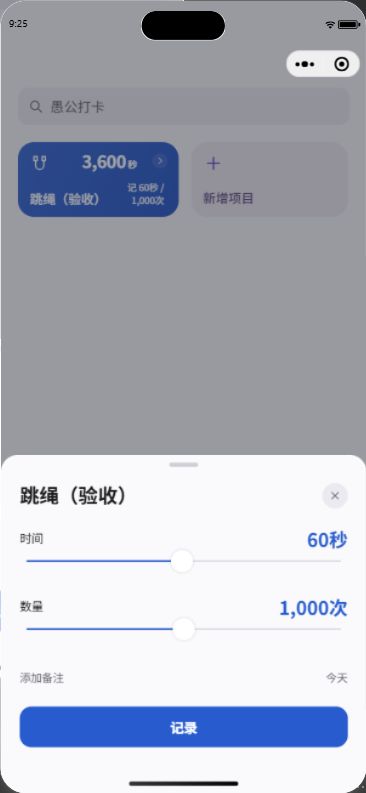 9:25
愚公打卡
3,600秒
跳绳（验收）
记 60秒 /
1,000次
新增项目
跳绳（验收）
时间
60秒
数量
1,000次
添加备注
今天
记录